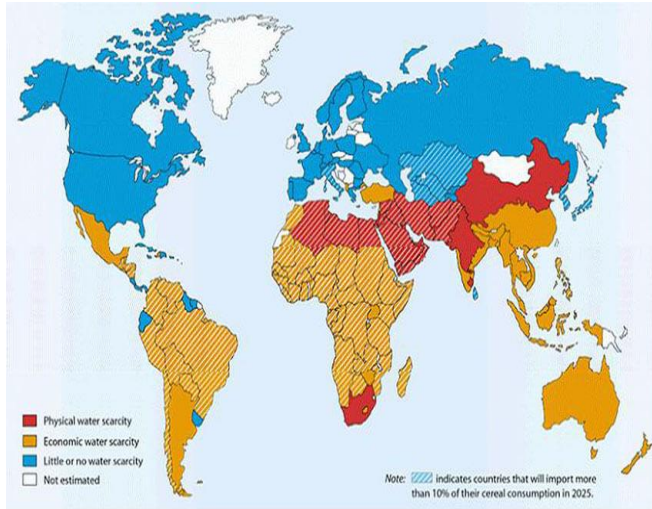 Physical water scarcity
Economic water scarcity
Little or no water scarcity
Not estimated
Note: indicates countries that will import more
than 10% of their cereal consumption in 2025.